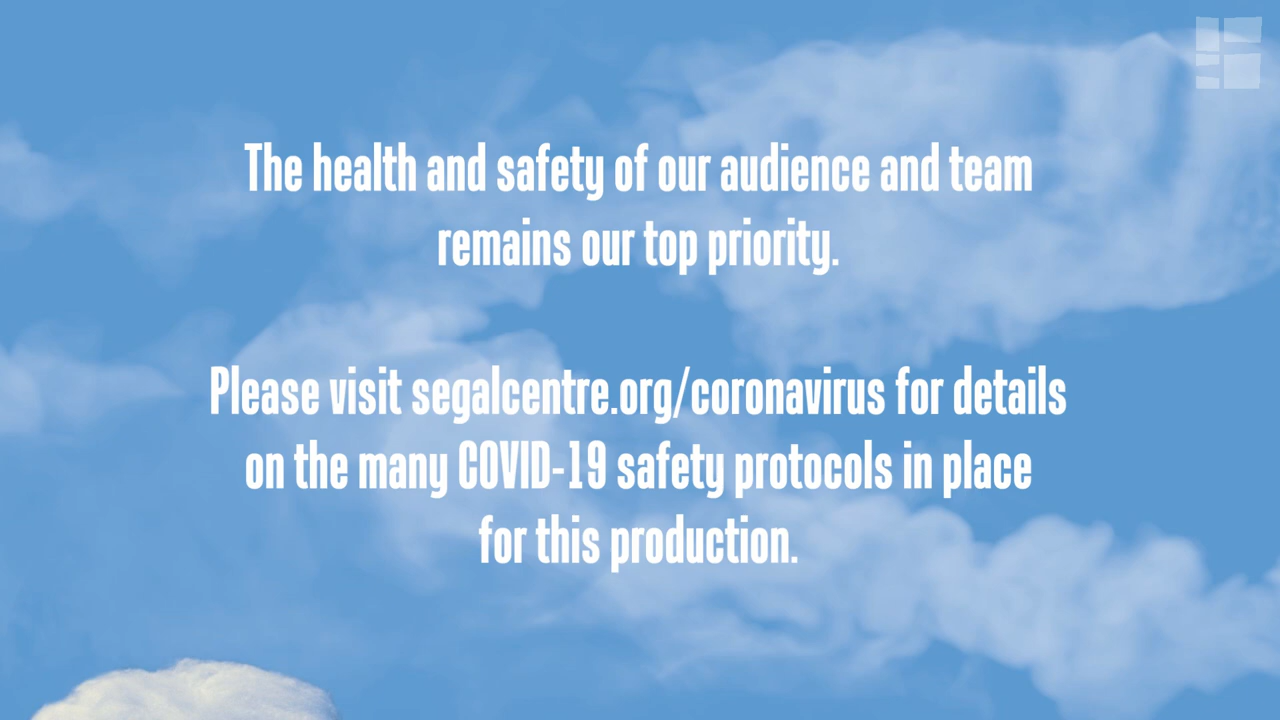 The health and safety of our audience and team
remains our top priority.
Please visit segalcentre.org/coronavirus for details
on the many COVID-19 safety protocols in place
for this production.